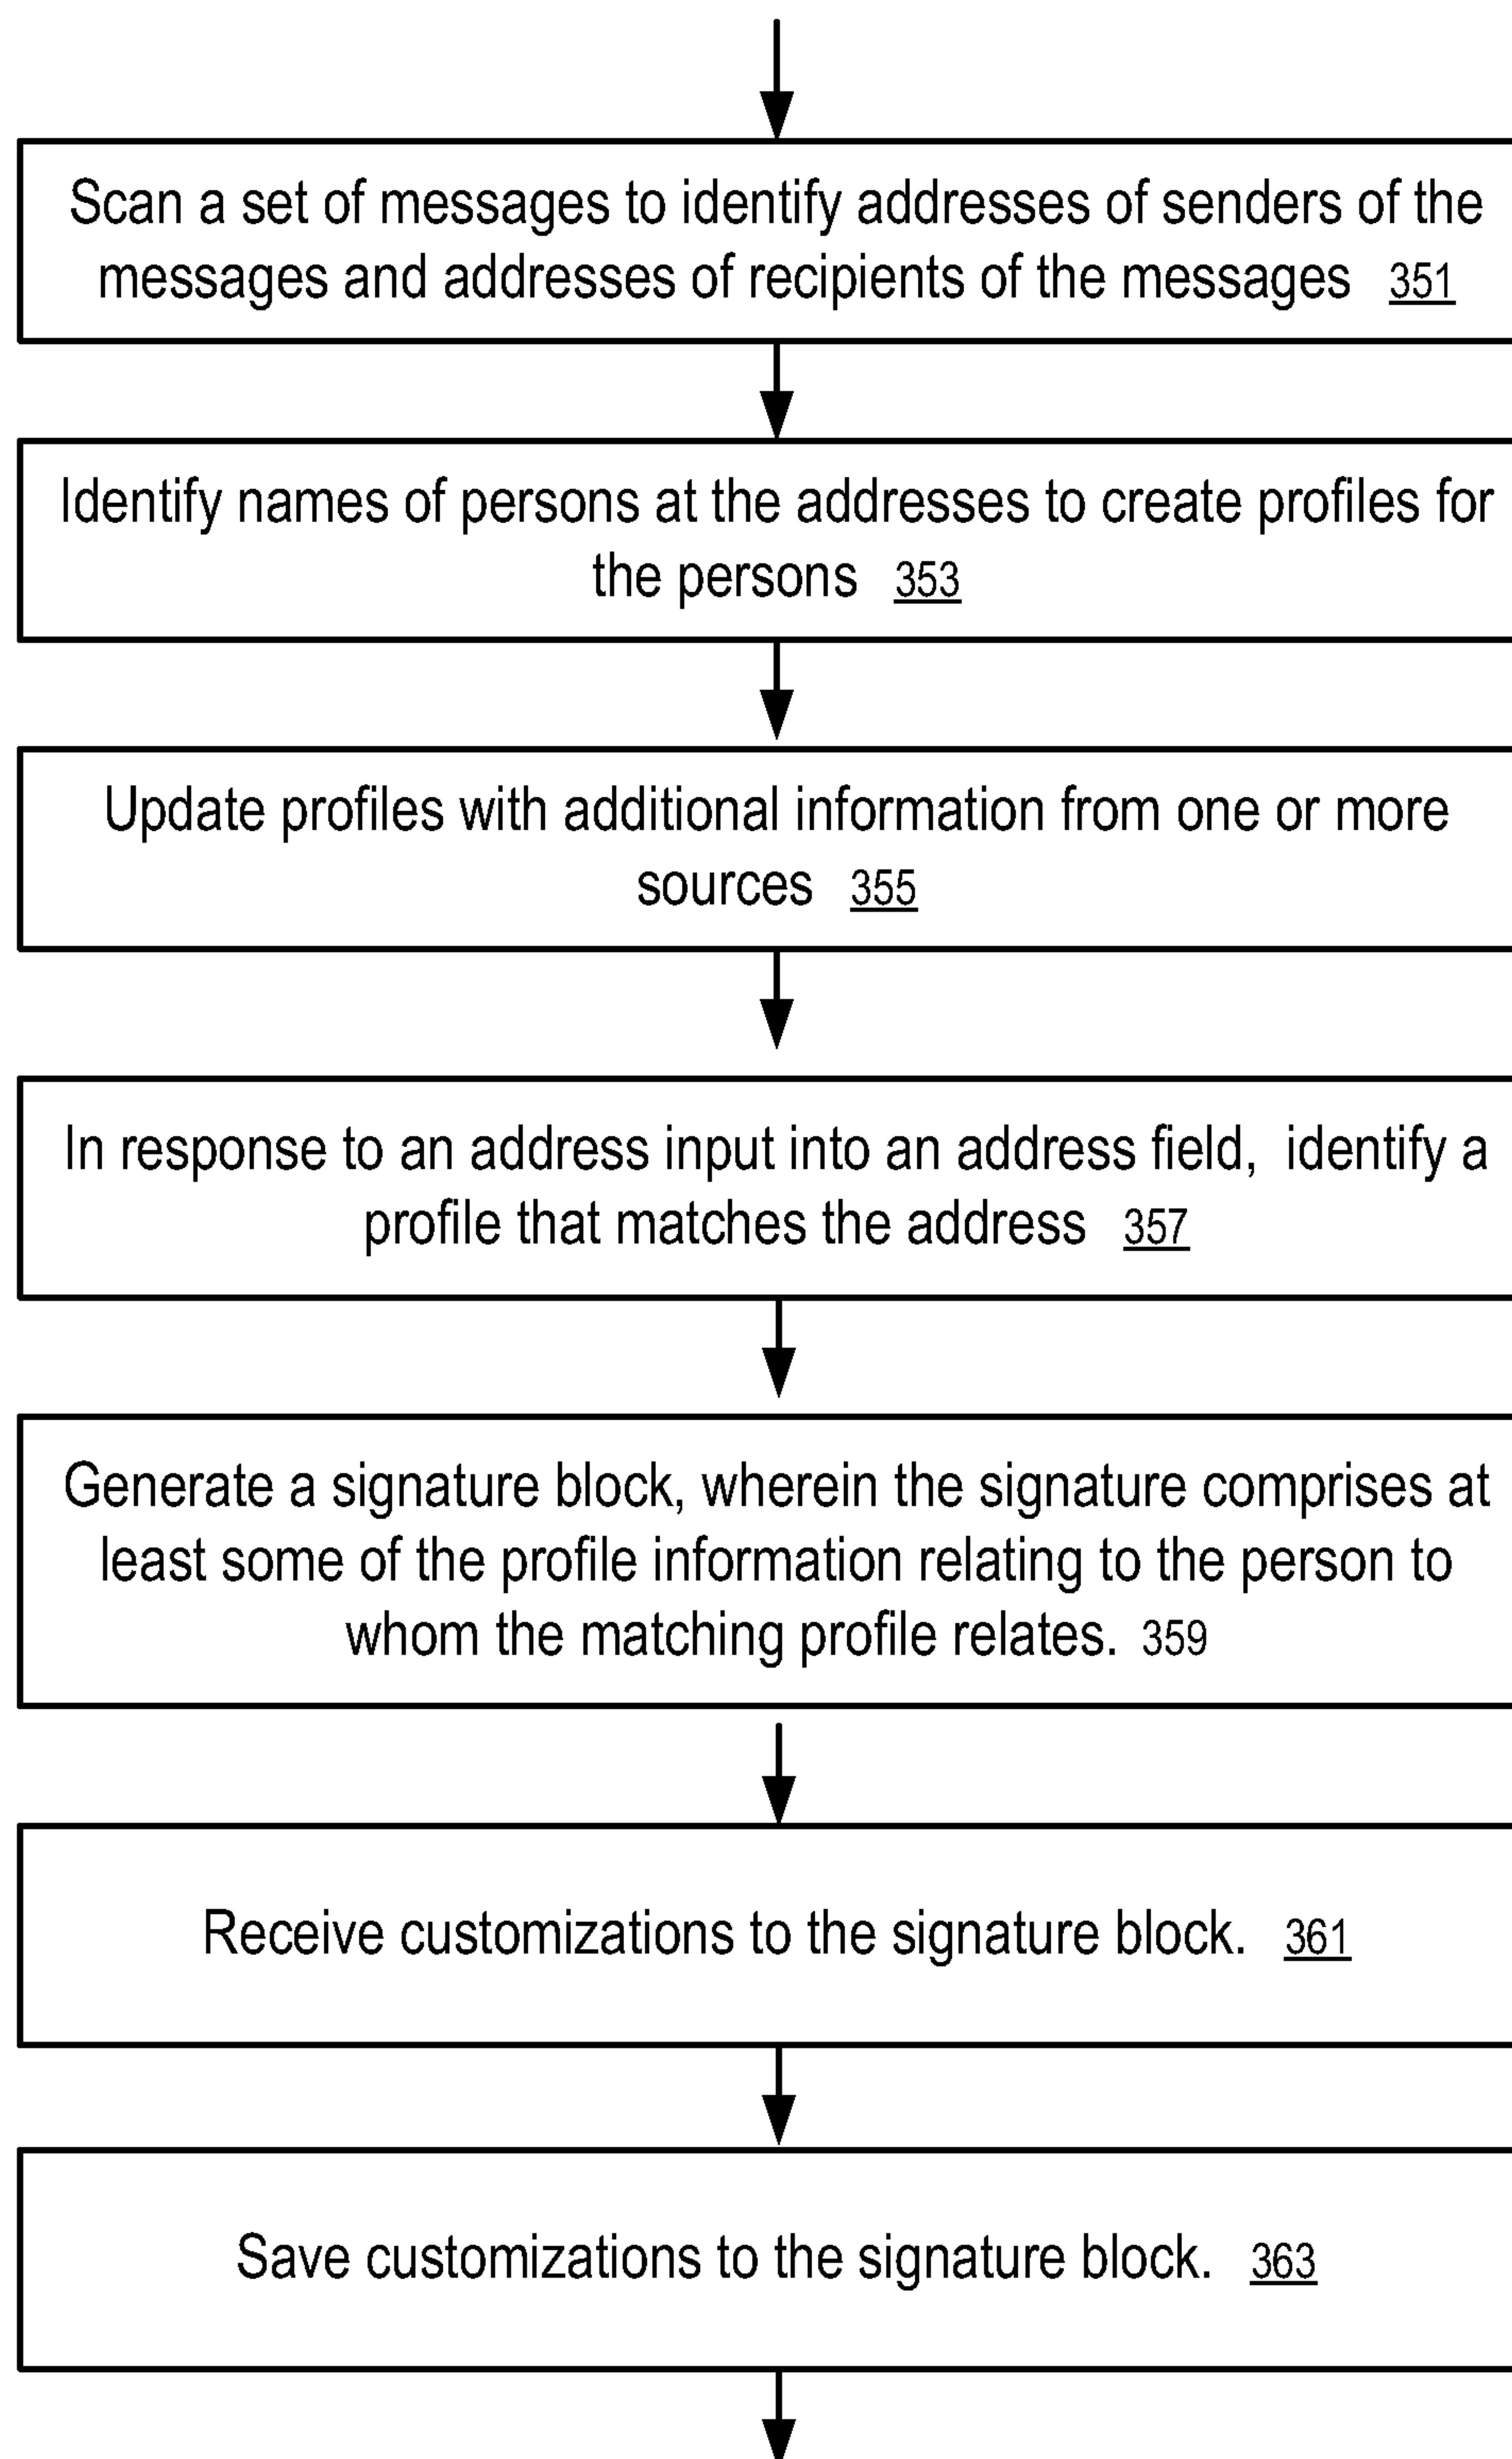 Scan a set of messages to identify addresses of senders of the
messages and addresses of recipients of the messages 351
Identify names of persons at the addresses to create profiles for
the persons 353
Update profiles with additional information from one or more
sources 355
In response to an address input into an address field, identify a
profile that matches the address 357
Generate a signature block, wherein the signature comprises at
least some of the profile information relating to the person to
whom the matching profile relates. 359
Receive customizations to the signature block. 361
Save customizations to the signature block. 363